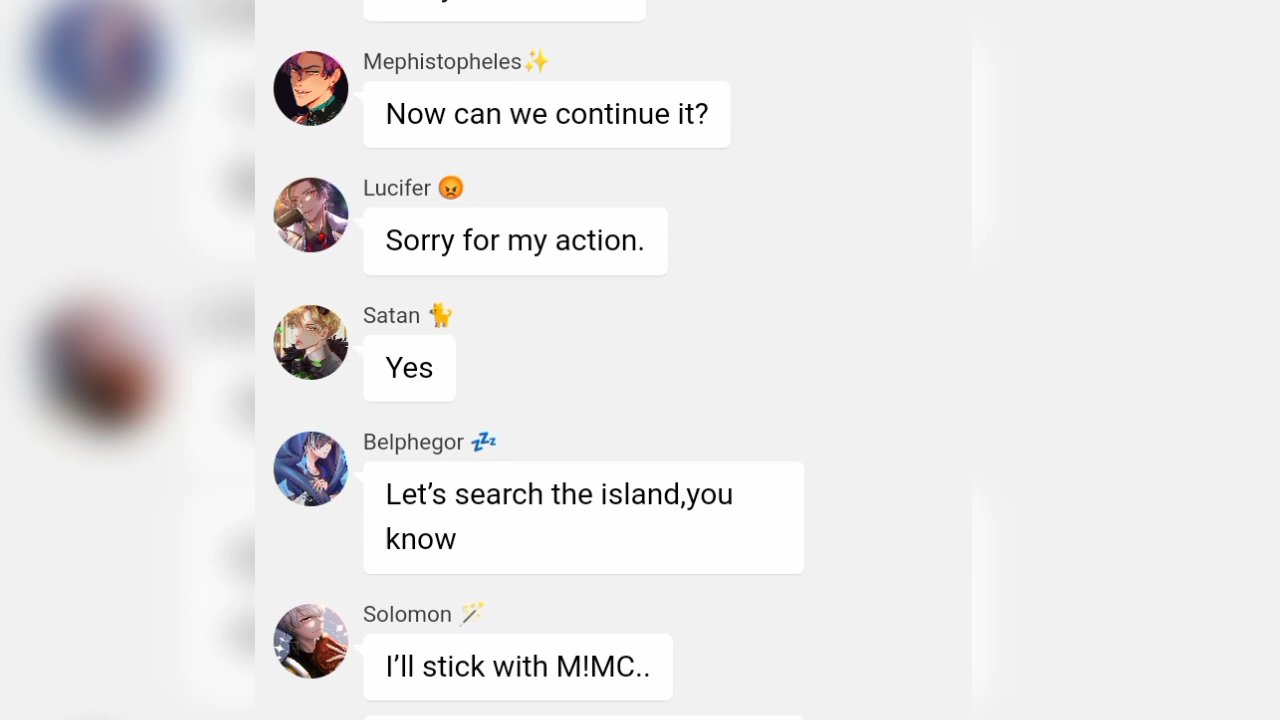 Mephistopheles✨
Now can we continue it?
Lucifer 😡
Sorry for my action.
Satan 🐈
Yes
Belphegor 💤
Let’s search the island,you
know
Solomon 🪄
I’ll stick with M!MC..